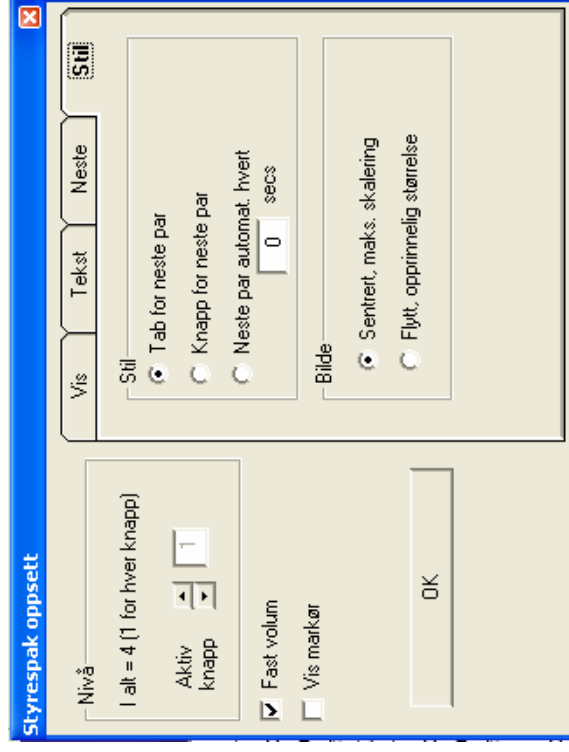 Styrespak oppsett
Nivå
I alt = 4 (1 for hver knapp)
Aktiv
knapp
1
Fast volum
Vis markør
OK
Vis
Tekst
Neste
Stil
Stil
Tab for neste par
Knapp for neste par
Neste par automat. hvert
0 secs
Bilde
Sentrert, maks. skalering
Flytt, opprinnelig størrelse